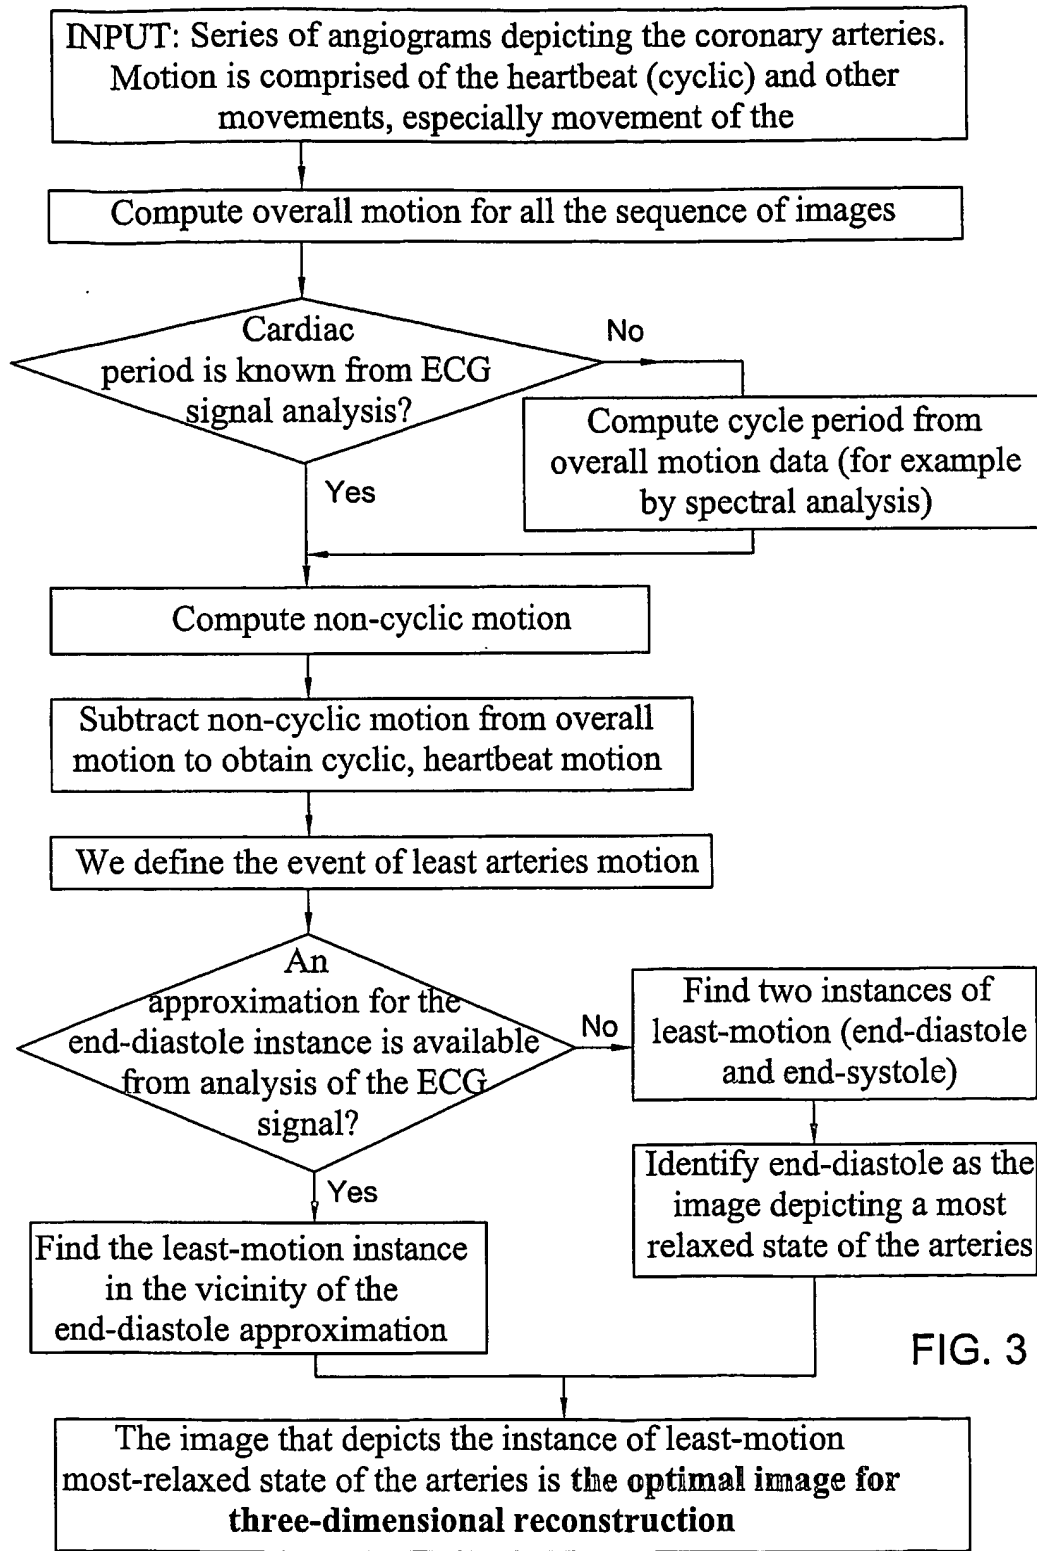 INPUT: Series of angiograms depicting the coronary arteries.
Motion is comprised of the heartbeat (cyclic) and other
movements, especially movement of the
Compute overall motion for all the sequence of images
Cardiac
period is known from ECG
signal analysis?
No
Compute cycle period from
overall motion data (for example
by spectral analysis)
Yes
Compute non-cyclic motion
Subtract non-cyclic motion from overall
motion to obtain cyclic, heartbeat motion
We define the event of least arteries motion
An
approximation for the
end-diastole instance is available
from analysis of the ECG
signal?
No
Find two instances of
least-motion (end-diastole
and end-systole)
Identify end-diastole as the
image depicting a most
relaxed state of the arteries
Yes
Find the least-motion instance
in the vicinity of the
end-diastole approximation
FIG. 3
The image that depicts the instance of least-motion
most-relaxed state of the arteries is the optimal image for
three-dimensional reconstruction